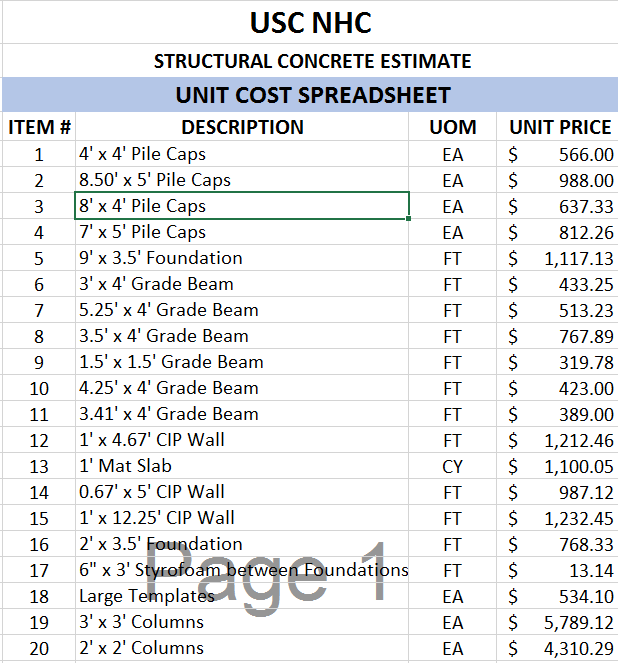 USC NHC
STRUCTURAL CONCRETE ESTIMATE
UNIT COST SPREADSHEET
ITEM # DESCRIPTION UOM UNIT PRICE
1 4' x 4' Pile Caps EA $ 566.00
2 8.50' x 5' Pile Caps EA $ 988.00
3 8' x 4' Pile Caps EA $ 637.33
4 7' x 5' Pile Caps EA $ 812.26
5 9' x 3.5' Foundation FT $ 1,117.13
6 3' x 4' Grade Beam FT $ 433.25
7 5.25' x 4' Grade Beam FT $ 513.23
8 3.5' x 4' Grade Beam FT $ 767.89
9 1.5' x 1.5' Grade Beam FT $ 319.78
10 4.25' x 4' Grade Beam FT $ 423.00
11 3.41' x 4' Grade Beam FT $ 389.00
12 1' x 4.67' CIP Wall FT $ 1,212.46
13 1' Mat Slab CY $ 1,100.05
14 0.67' x 5' CIP Wall FT $ 987.12
15 1' x 12.25' CIP Wall FT $ 1,232.45
16 2' x 3.5' Foundation FT $ 768.33
17 6" x 3' Styrofoam between Foundations FT $ 13.14
Page 1
18 Large Templates EA $ 534.10
19 3' x 3' Columns EA $ 5,789.12
20 2' x 2' Columns EA $ 4,310.29